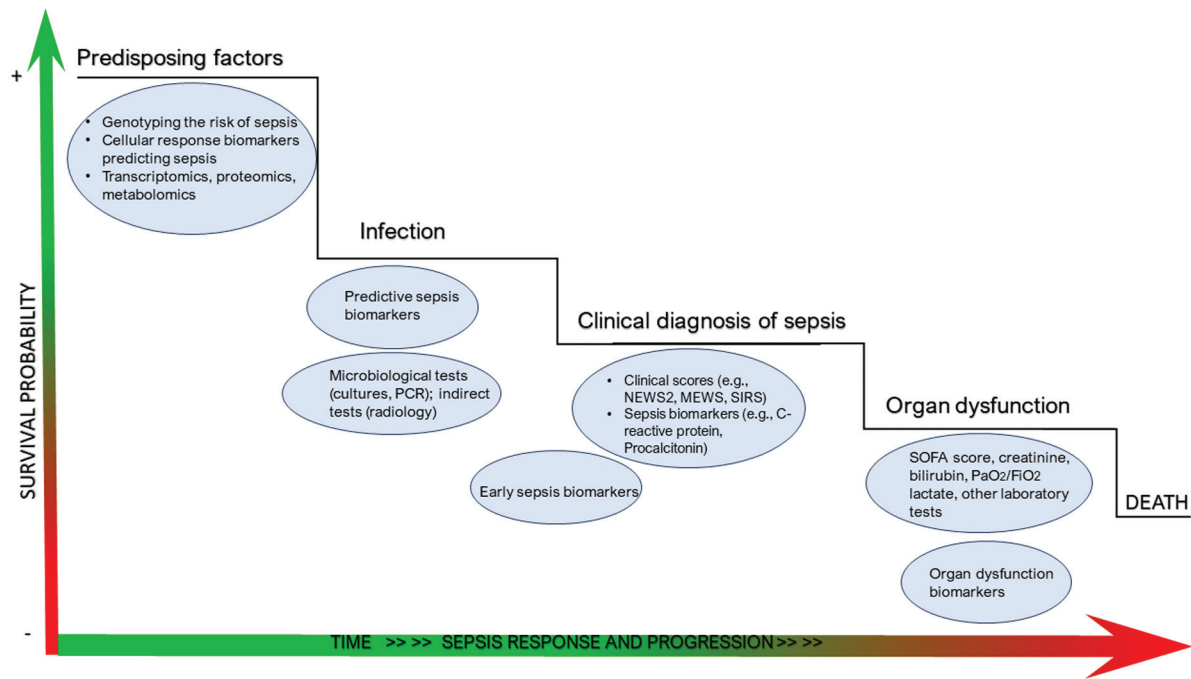 Predisposing factors
+
• Genotyping the risk of sepsis
• Cellular response biomarkers
predicting sepsis
• Transcriptomics, proteomics,
metabolomics
Infection
Predictive sepsis
biomarkers
Microbiological tests
(cultures, PCR); indirect
tests (radiology)
Early sepsis biomarkers
Clinical diagnosis of sepsis
• Clinical scores (e.g.,
NEWS2, MEWS, SIRS)
• Sepsis biomarkers (e.g., C-
reactive protein,
Procalcitonin)
Organ dysfunction
SOFA score, creatinine,
bilirubin, PaO2/FiO2
lactate, other laboratory
tests
Organ dysfunction
biomarkers
DEATH
SURVIVAL PROBABILITY
-
TIME >> >> SEPSIS RESPONSE AND PROGRESSION >> >>